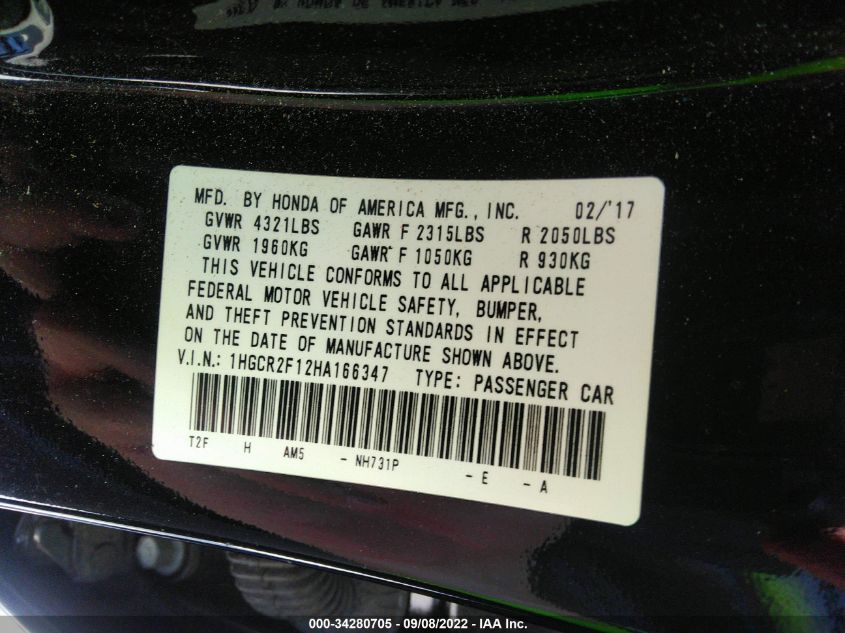 MFD. BY HONDA OF AMERICA MFG., INC. 02/'17
GVWR 4321LBS GAWR F 2315LBS R 2050LBS
GVWR 1960KG GAWR F 1050KG R 930KG
THIS VEHICLE CONFORMS TO ALL APPLICABLE
FEDERAL MOTOR VEHICLE SAFETY, BUMPER,
AND THEFT PREVENTION STANDARDS IN EFFECT
ON THE DATE OF MANUFACTURE SHOWN ABOVE.
V.I.N.: 1HGCR2F12HA166347 TYPE: PASSENGER CAR
T2F H AM5 - NH731P - E - A
000-34280705 - 09/08/2022 - IAA Inc.